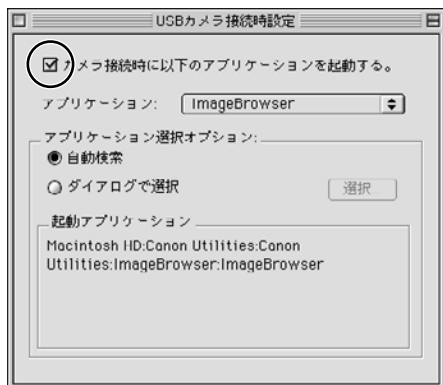 USBカメラ接続時設定
カメラ接続時に以下のアプリケーションを起動する。
アプリケーション: ImageBrowser
アプリケーション選択オプション:
自動検索
ダイアログで選択 選択...
起動アプリケーション
Macintosh HD:Canon Utilities:Canon
Utilities:ImageBrowser:ImageBrowser